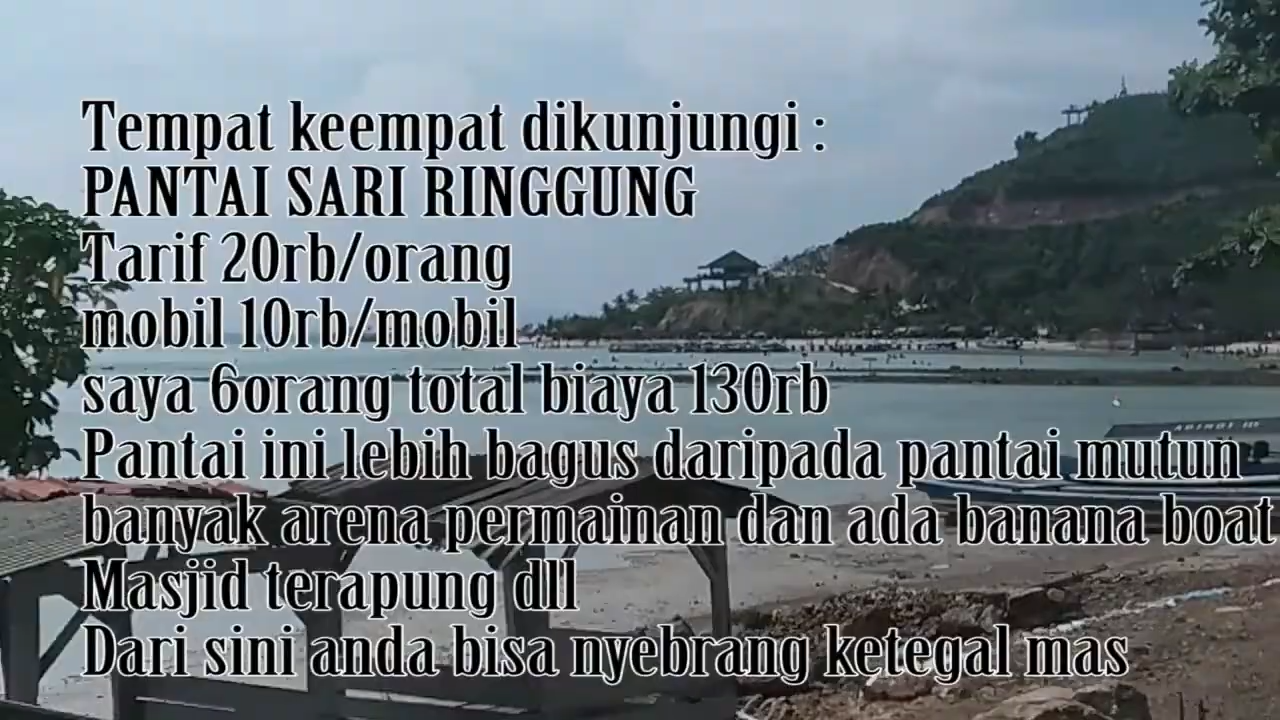 Tempat keempat dikunjungi :
PANTAI SARI RINGGUNG
Tarif 20rb/orang
mobil 10rb/mobil
saya 6orang total biaya 130rb
Pantai ini lebih bagus daripada pantai mutun
banyak arena permainan dan ada banana boat
Masjid terapung dll
Dari sini anda bisa nyebrang ketegal mas